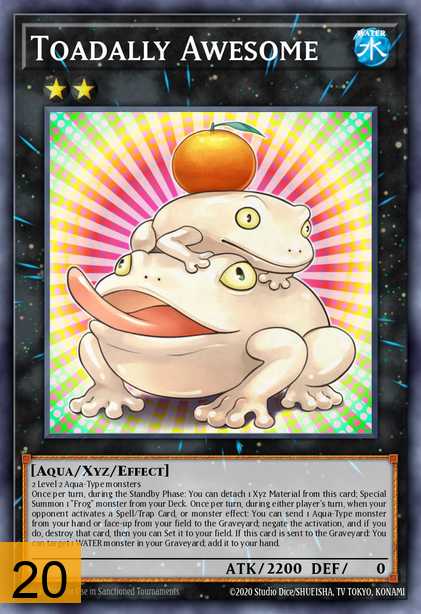 Toadally Awesome
WATER
水
[Aqua/Xyz/Effect]
2 Level 2 Aqua-Type monsters
Once per turn, during the Standby Phase: You can detach 1 Xyz Material from this card; Special
Summon 1 "Frog" monster from your Deck. Once per turn, during either player's turn, when your
opponent activates a Spell/Trap Card, or monster effect: You can send 1 Aqua-Type monster
from your hand or face-up from your field to the Graveyard; negate the activation, and if you
do, destroy that card, then you can Set it to your field. If this card is sent to the Graveyard: You
can target 1 WATER monster in your Graveyard; add it to your hand.
ATK/2200 DEF/ 0
20
Use in Sanctioned Tournaments
©2020 Studio Dice/SHUEISHA, TV TOKYO, KONAMI